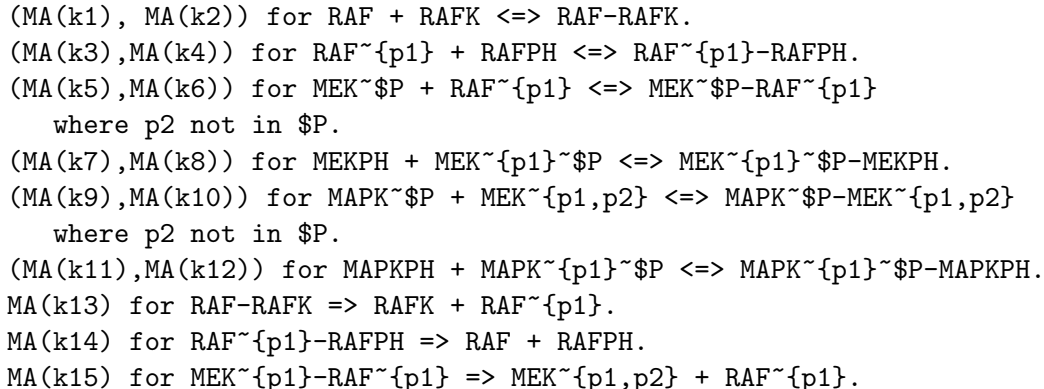 (MA(k1), MA(k2)) for RAF + RAFK <=> RAF-RAFK.
(MA(k3),MA(k4)) for RAF~{p1} + RAFPH <=> RAF~{p1}-RAFPH.
(MA(k5),MA(k6)) for MEK~$P + RAF~{p1} <=> MEK~$P-RAF~{p1}
   where p2 not in $P.
(MA(k7),MA(k8)) for MEKPH + MEK~{p1}~$P <=> MEK~{p1}~$P-MEKPH.
(MA(k9),MA(k10)) for MAPK~$P + MEK~{p1,p2} <=> MAPK~$P-MEK~{p1,p2}
   where p2 not in $P.
(MA(k11),MA(k12)) for MAPKPH + MAPK~{p1}~$P <=> MAPK~{p1}~$P-MAPKPH.
MA(k13) for RAF-RAFK => RAFK + RAF~{p1}.
MA(k14) for RAF~{p1}-RAFPH => RAF + RAFPH.
MA(k15) for MEK~{p1}-RAF~{p1} => MEK~{p1,p2} + RAF~{p1}.